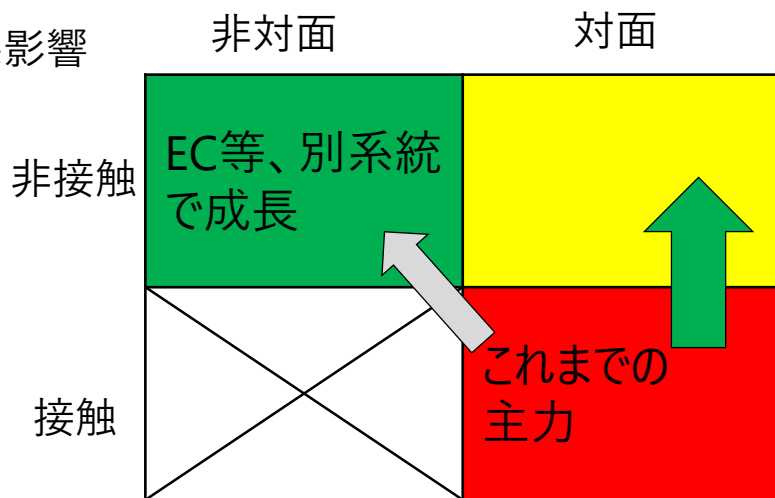 影響
非対面
対面
非接触
EC等、別系統
で成長
これまでの
主力
接触